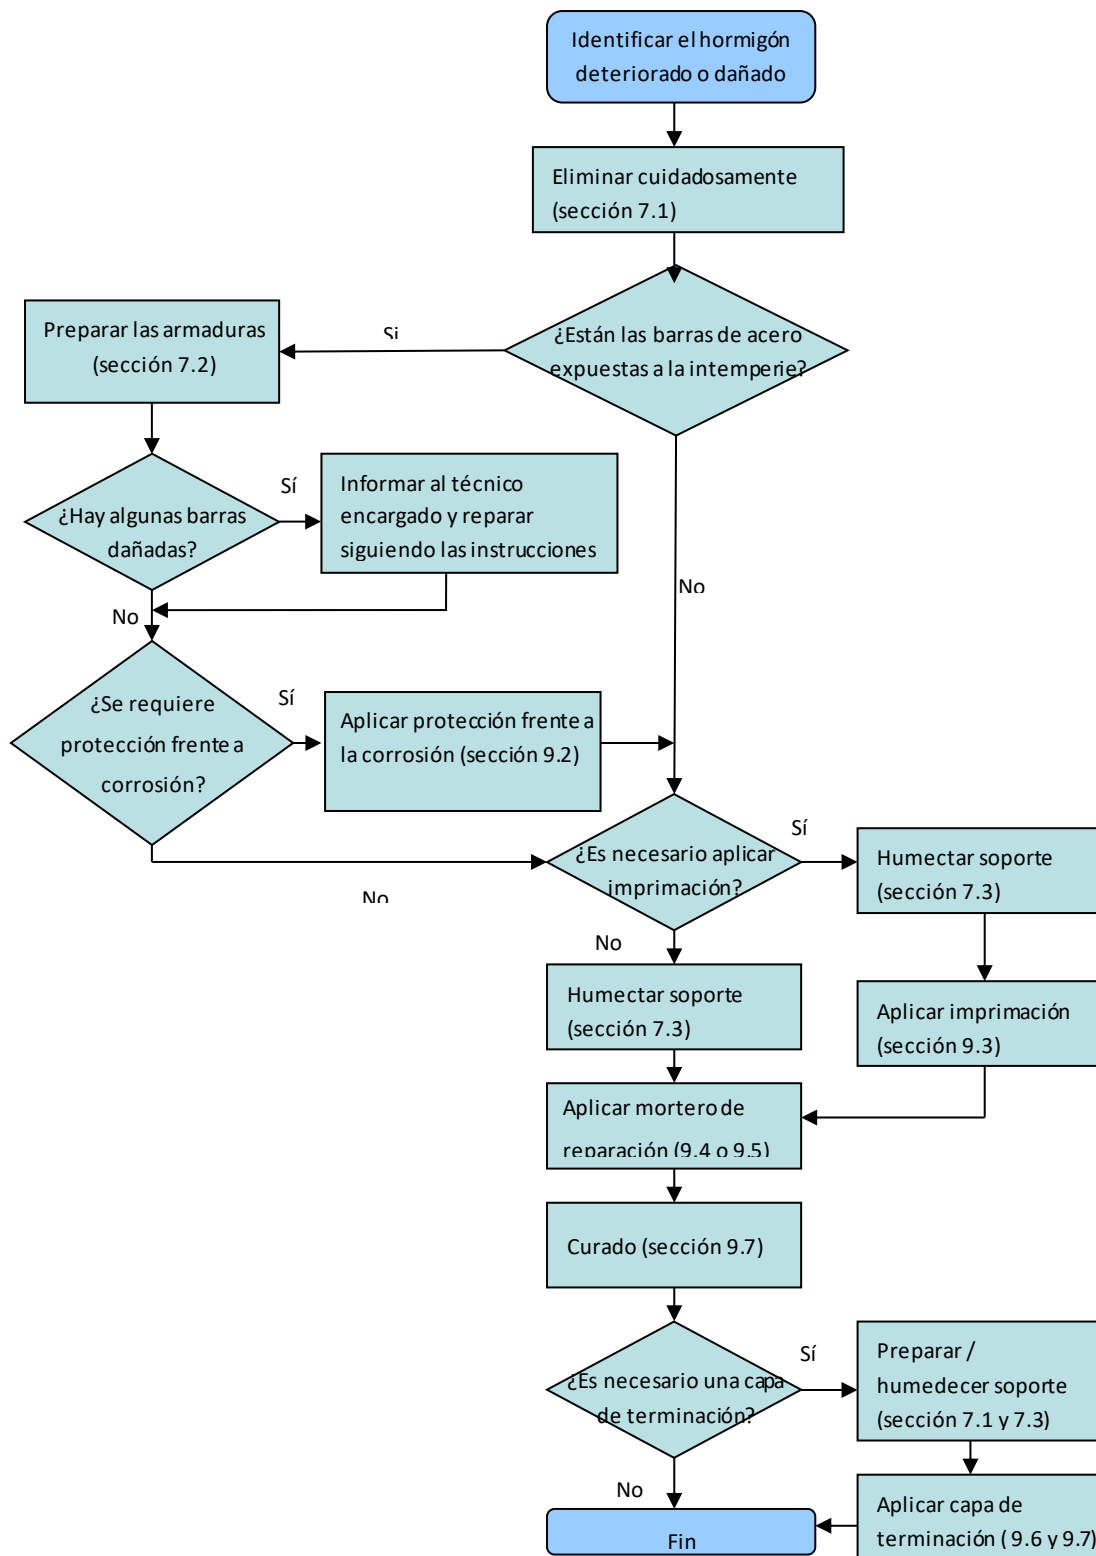 Identificar el hormigón
deteriorado o dañado
Eliminar cuidadosamente
(sección 7.1)
¿Están las barras de acero
expuestas a la intemperie?
Si
Preparar las armaduras
(sección 7.2)
¿Hay algunas barras
dañadas?
Sí
Informar al técnico
encargado y reparar
siguiendo las instrucciones
No
No
¿Se requiere
protección frente a
corrosión?
Sí
Aplicar protección frente a
la corrosión (sección 9.2)
No
¿Es necesario aplicar
imprimación?
Sí
Humectar soporte
(sección 7.3)
No
Humectar soporte
(sección 7.3)
Aplicar imprimación
(sección 9.3)
Aplicar mortero de
reparación (9.4 o 9.5)
Curado (sección 9.7)
¿Es necesario una capa
de terminación?
Sí
Preparar /
humedecer soporte
(sección 7.1 y 7.3)
No
Aplicar capa de
terminación ( 9.6 y 9.7)
Fin